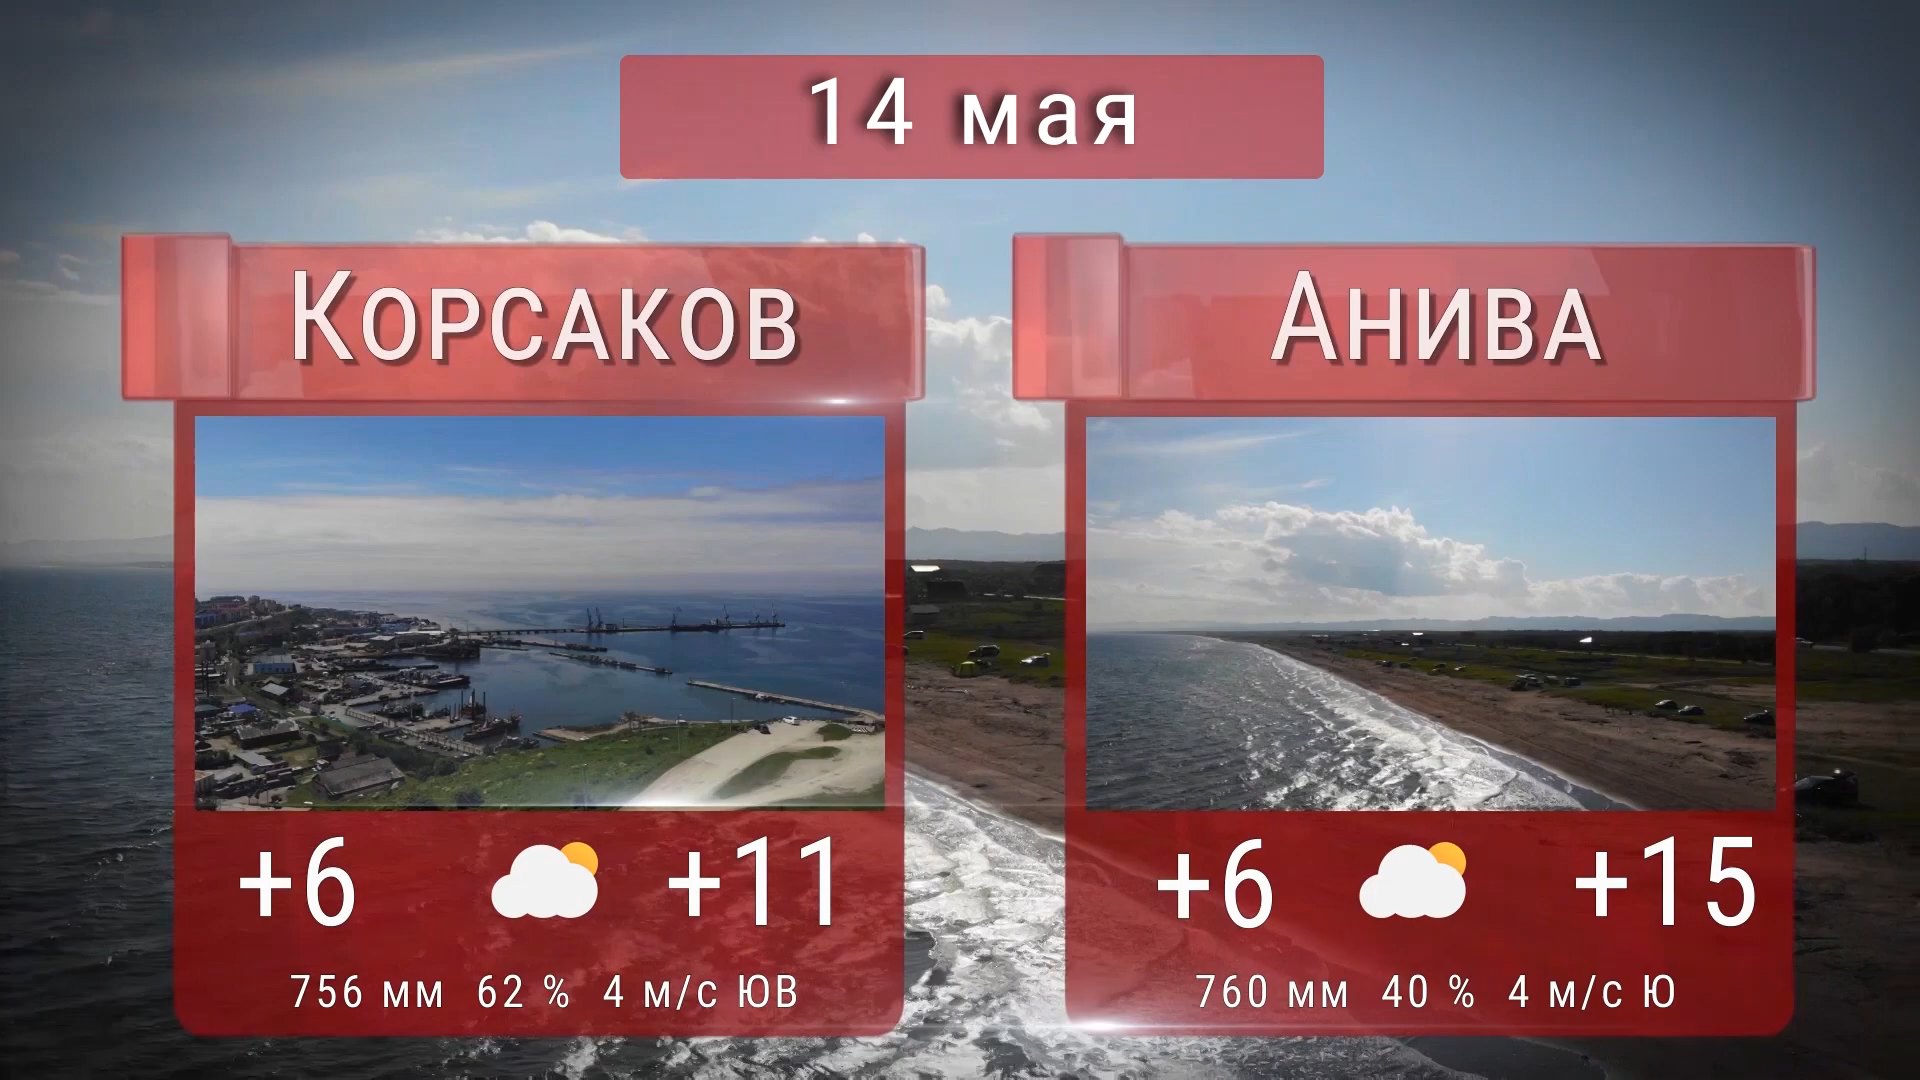 14 мая
Корсаков
+6 +11
756 мм 62 % 4 м/с ЮВ
Анива
+6 +15
760 мм 40 % 4 м/с Ю